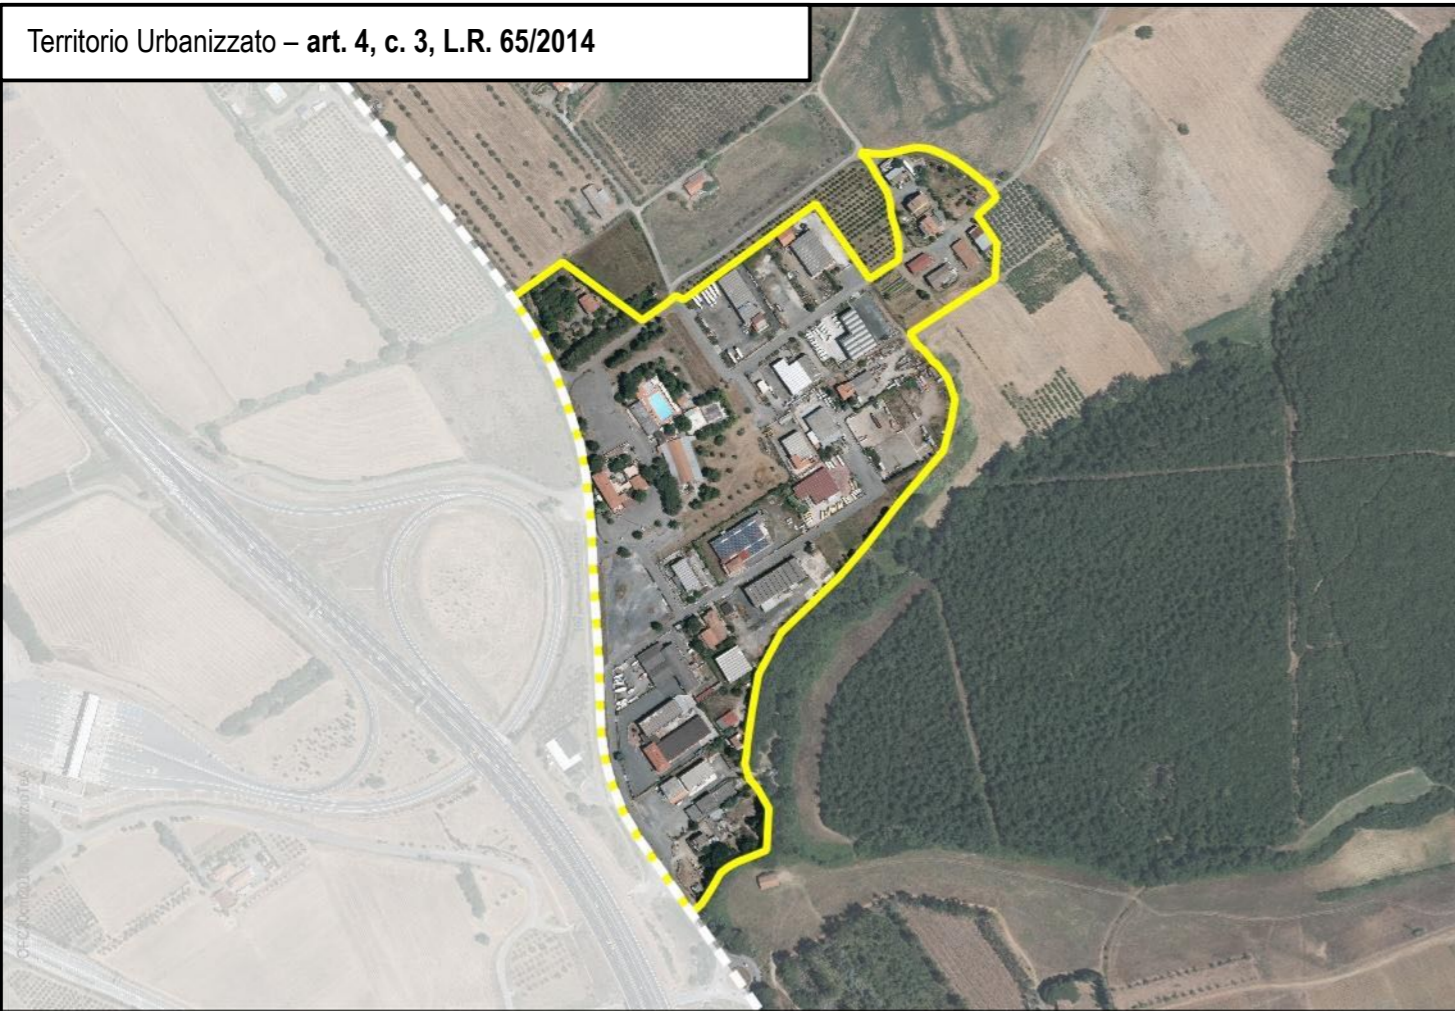 Territorio Urbanizzato – art. 4, c. 3, L.R. 65/2014